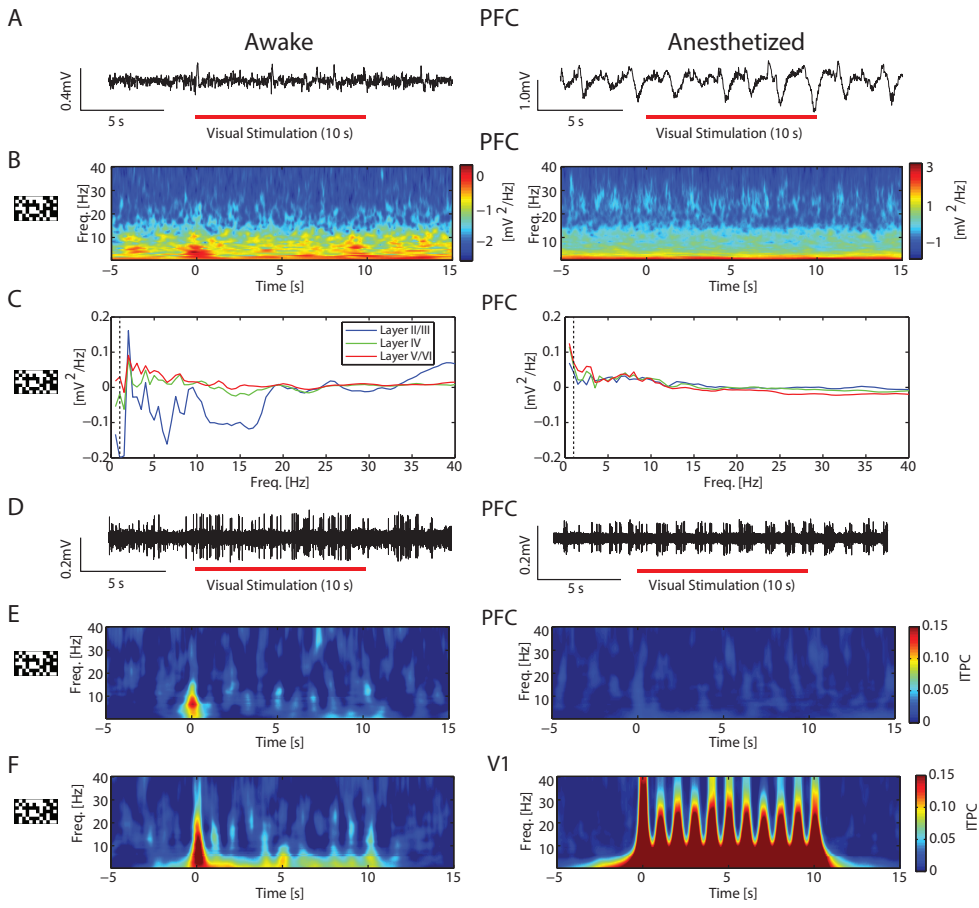 A
PFC
Awake
Anesthetized
0.4mV
5 s
Visual Stimulation (10 s)
1.0mV
5 s
Visual Stimulation (10 s)
B
PFC
Freq. [Hz]
40
30
20
10
−5 0 5 10 15
Time [s]
0
−1
−2
[mV ²/Hz]
40
30
20
10
−5 0 5 10 15
Time [s]
3
1
−1
[mV ²/Hz]
C
PFC
[mV ²/Hz]
0.2
0.1
0
−0.1
−0.2
0 5 10 15 20 25 30 35 40
Freq. [Hz]
Layer II/III
Layer IV
Layer V/VI
[mV ²/Hz]
0.2
0.1
0
−0.1
−0.2
0 5 10 15 20 25 30 35 40
Freq. [Hz]
D
PFC
0.2mV
5 s
Visual Stimulation (10 s)
0.2mV
5 s
Visual Stimulation (10 s)
E
PFC
Freq. [Hz]
40
30
20
10
−5 0 5 10 15
Time [s]
Freq. [Hz]
40
30
20
10
−5 0 5 10 15
Time [s]
0.15
0.10
0.05
0
ITPC
F
V1
Freq. [Hz]
40
30
20
10
−5 0 5 10 15
Time [s]
Freq. [Hz]
40
30
20
10
−5 0 5 10 15
Time [s]
0.15
0.10
0.05
0
ITPC